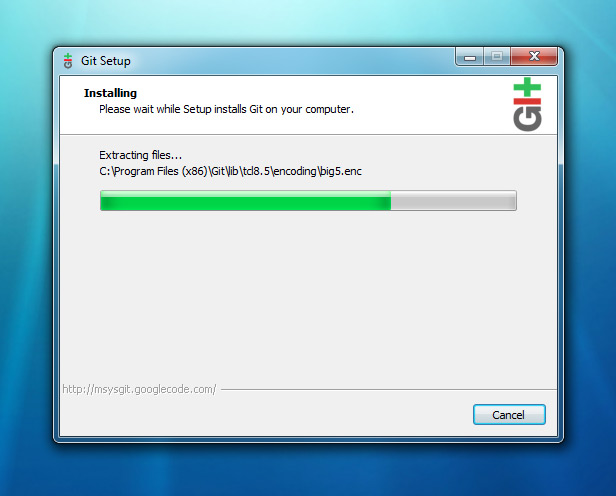 Git Setup
Installing
Please wait while Setup installs Git on your computer.
Git
Extracting files...
C:\Program Files (x86)\Git\lib\tcl8.5\encoding\big5.enc
http://msysgit.googlecode.com/
Cancel